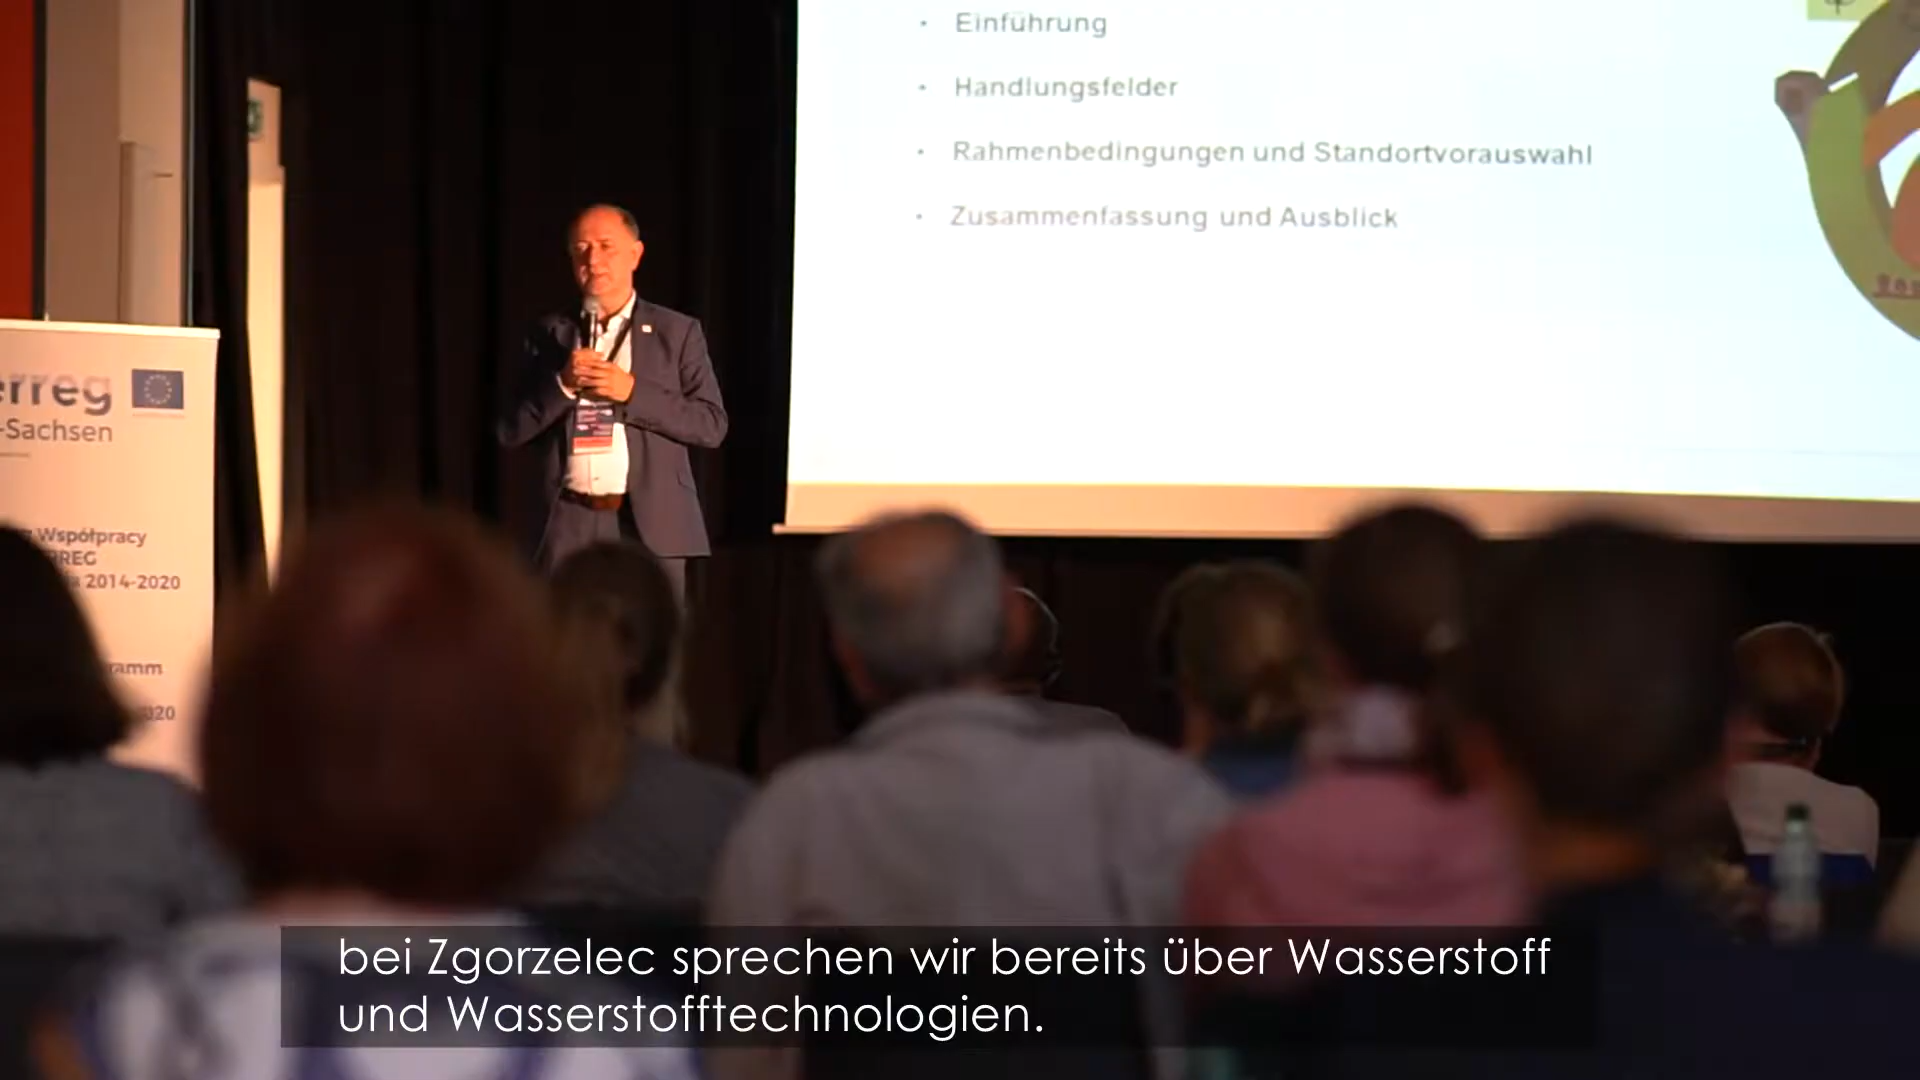 Einführung
Handlungsfelder
Rahmenbedingungen und Standortvorauswahl
Zusammenfassung und Ausblick
erreg
-Sachsen
Współpracy
RREG
2014-2020
ramm
020
bei Zgorzelec sprechen wir bereits über Wasserstoff
und Wasserstofftechnologien.